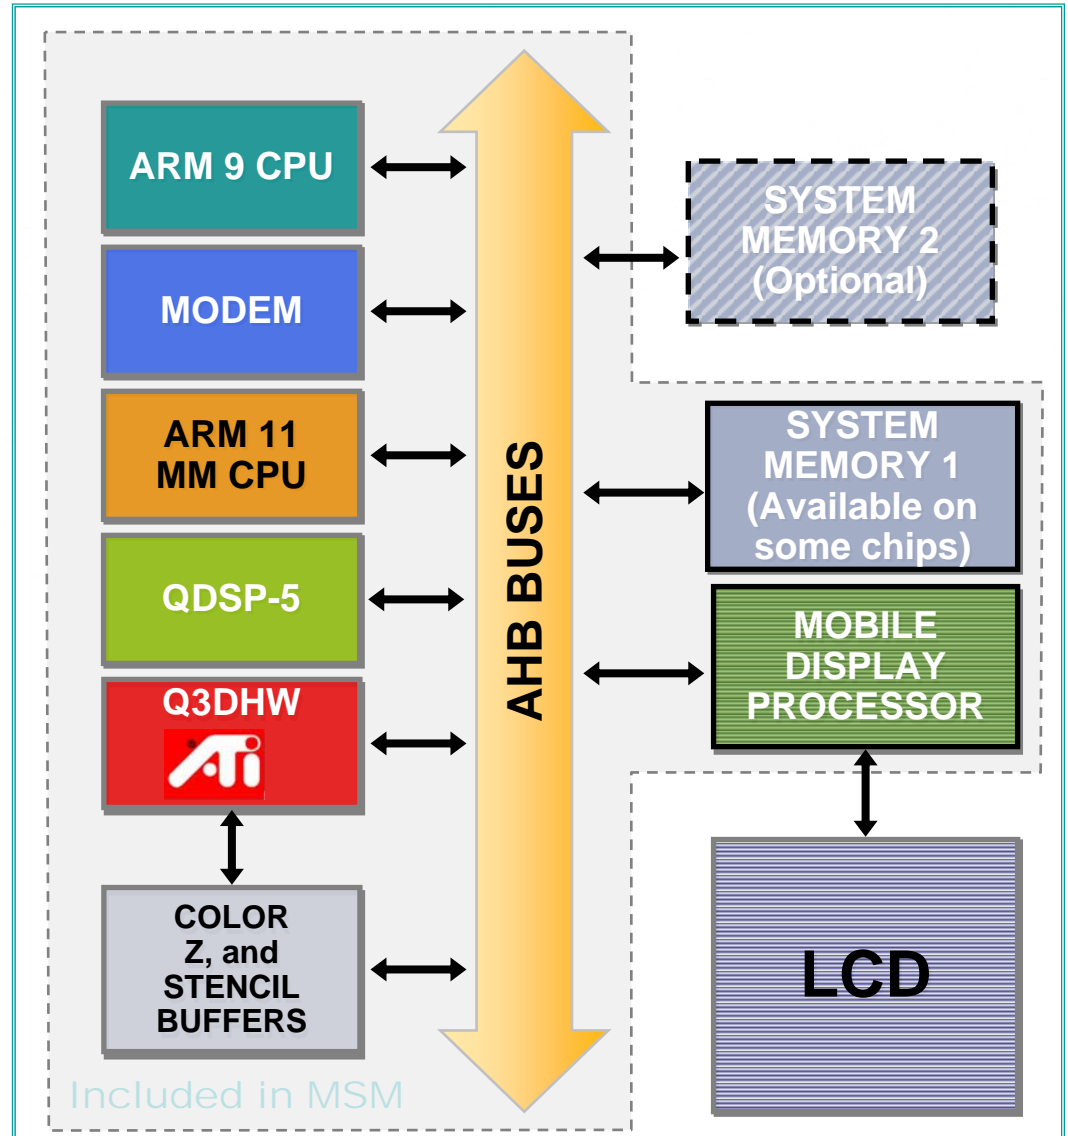 ARM 9 CPU
MODEM
ARM 11
MM CPU
QDSP-5
Q3DHW
ATi
COLOR
Z, and
STENCIL
BUFFERS
Included in MSM
AHB BUSES
SYSTEM
MEMORY 2
(Optional)
SYSTEM
MEMORY 1
(Available on
some chips)
MOBILE
DISPLAY
PROCESSOR
LCD